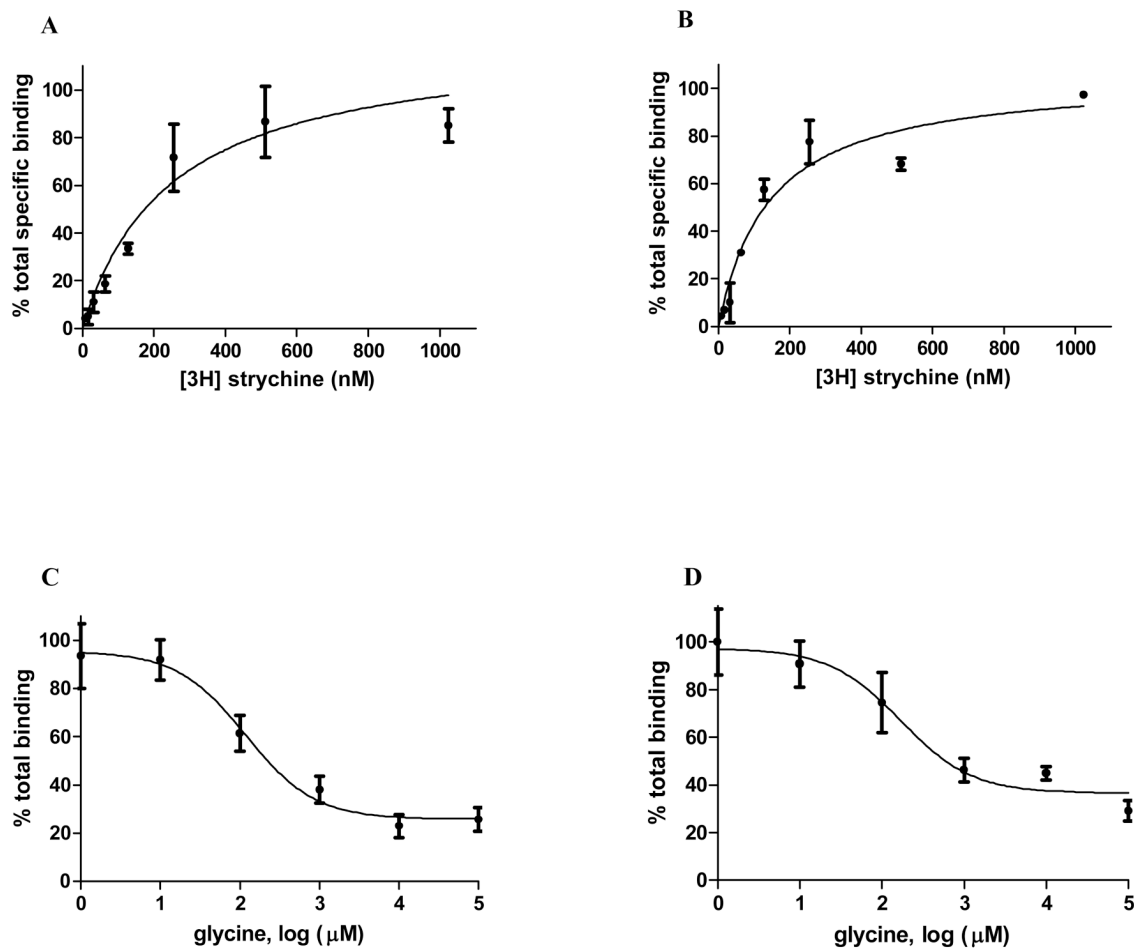 A
% total specific binding
100
80
60
40
20
0
0 200 400 600 800 1000
[3H] strychine (nM)
B
% total specific binding
100
80
60
40
20
0
0 200 400 600 800 1000
[3H] strychine (nM)
C
% total binding
100
80
60
40
20
0
0 1 2 3 4 5
glycine, log ( μM)
D
% total binding
100
80
60
40
20
0
0 1 2 3 4 5
glycine, log ( μM)